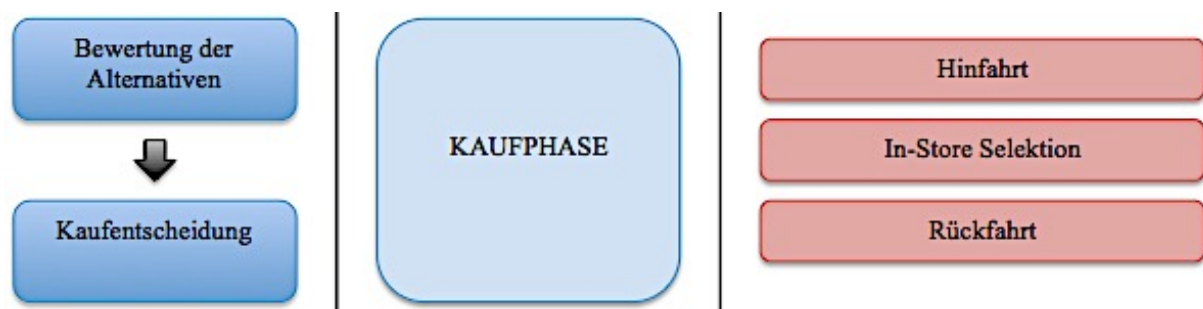 Bewertung der
Alternativen
Kaufentscheidung
KAUFPHASE
Hinfahrt
In-Store Selektion
Rückfahrt